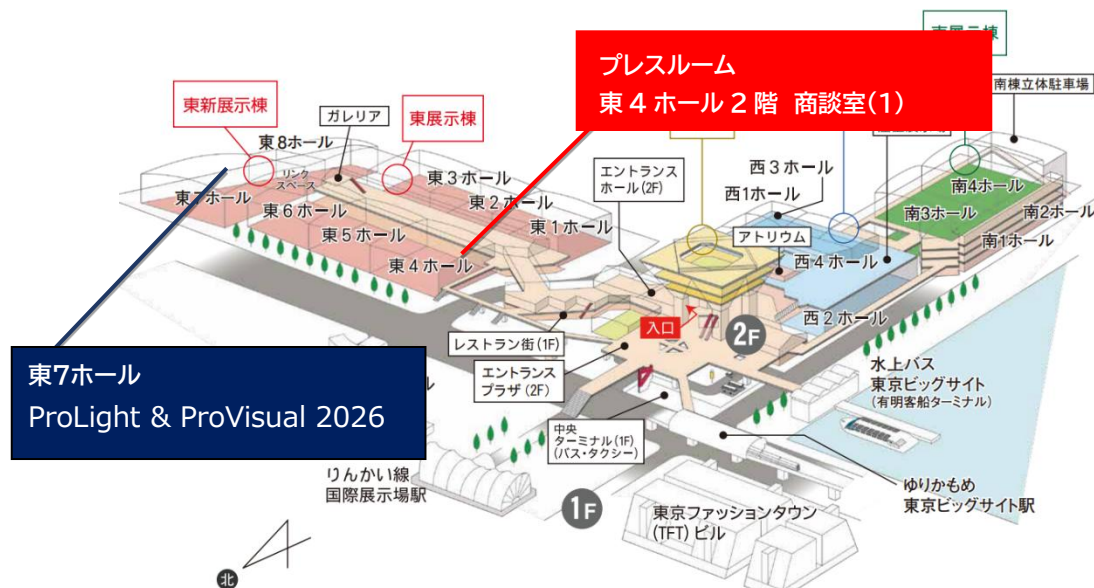 プレスルーム
東4ホール2階 商談室(1)
南棟立体駐車場
東新展示棟
ガレリア
東展示棟
東8ホール
リンク
スペース
東7ホール
東6ホール
東5ホール
東4ホール
東3ホール
東2ホール
東1ホール
エントランス
ホール(2F)
西3ホール
西1ホール
アトリウム
西4ホール
西2ホール
南4ホール
南3ホール
南2ホール
南1ホール
入口
2F
レストラン街(1F)
エントランス
プラザ(2F)
東7ホール
ProLight & ProVisual 2026
水上バス
東京ビッグサイト
(有明客船ターミナル)
中央
ターミナル(1F)
(バス・タクシー)
りんかい線
国際展示場駅
1F
東京ファッションタウン
(TFT)ビル
ゆりかもめ
東京ビッグサイト駅
北